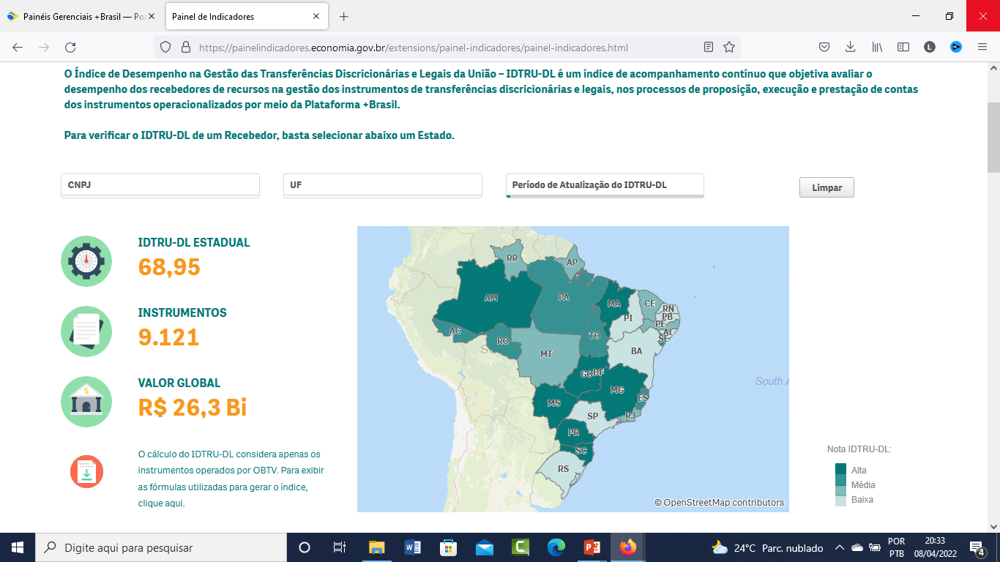 Painéis Gerenciais +Brasil — Por
Painel de Indicadores
https://painelindicadores.economia.gov.br/extensions/painel-indicadores/painel-indicadores.html
L
O Índice de Desempenho na Gestão das Transferências Discricionárias e Legais da União – IDTRU-DL é um índice de acompanhamento contínuo que objetiva avaliar o
desempenho dos recebedores de recursos na gestão dos instrumentos de transferências discricionárias e legais, nos processos de proposição, execução e prestação de contas
dos instrumentos operacionalizados por meio da Plataforma +Brasil.
Para verificar o IDTRU-DL de um Recebedor, basta selecionar abaixo um Estado.
CNPJ
UF
Período de Atualização do IDTRU-DL
Limpar
IDTRU-DL ESTADUAL
68,95
INSTRUMENTOS
9.121
VALOR GLOBAL
R$ 26,3 Bi
O cálculo do IDTRU-DL considera apenas os
instrumentos operados por OBTV. Para exibir
as fórmulas utilizadas para gerar o índice,
clique aqui.
RR
AP
AM
PA
MA
CE
RN
PB
PI
PE
AL
SE
AC
RO
TO
MT
BA
GO
DF
MG
ES
MS
SP
RJ
PR
SC
RS
South A
© OpenStreetMap contributors
Nota IDTRU-DL:
Alta
Média
Baixa
Digite aqui para pesquisar
24°C Parc. nublado
POR
PTB
20:33
08/04/2022
4